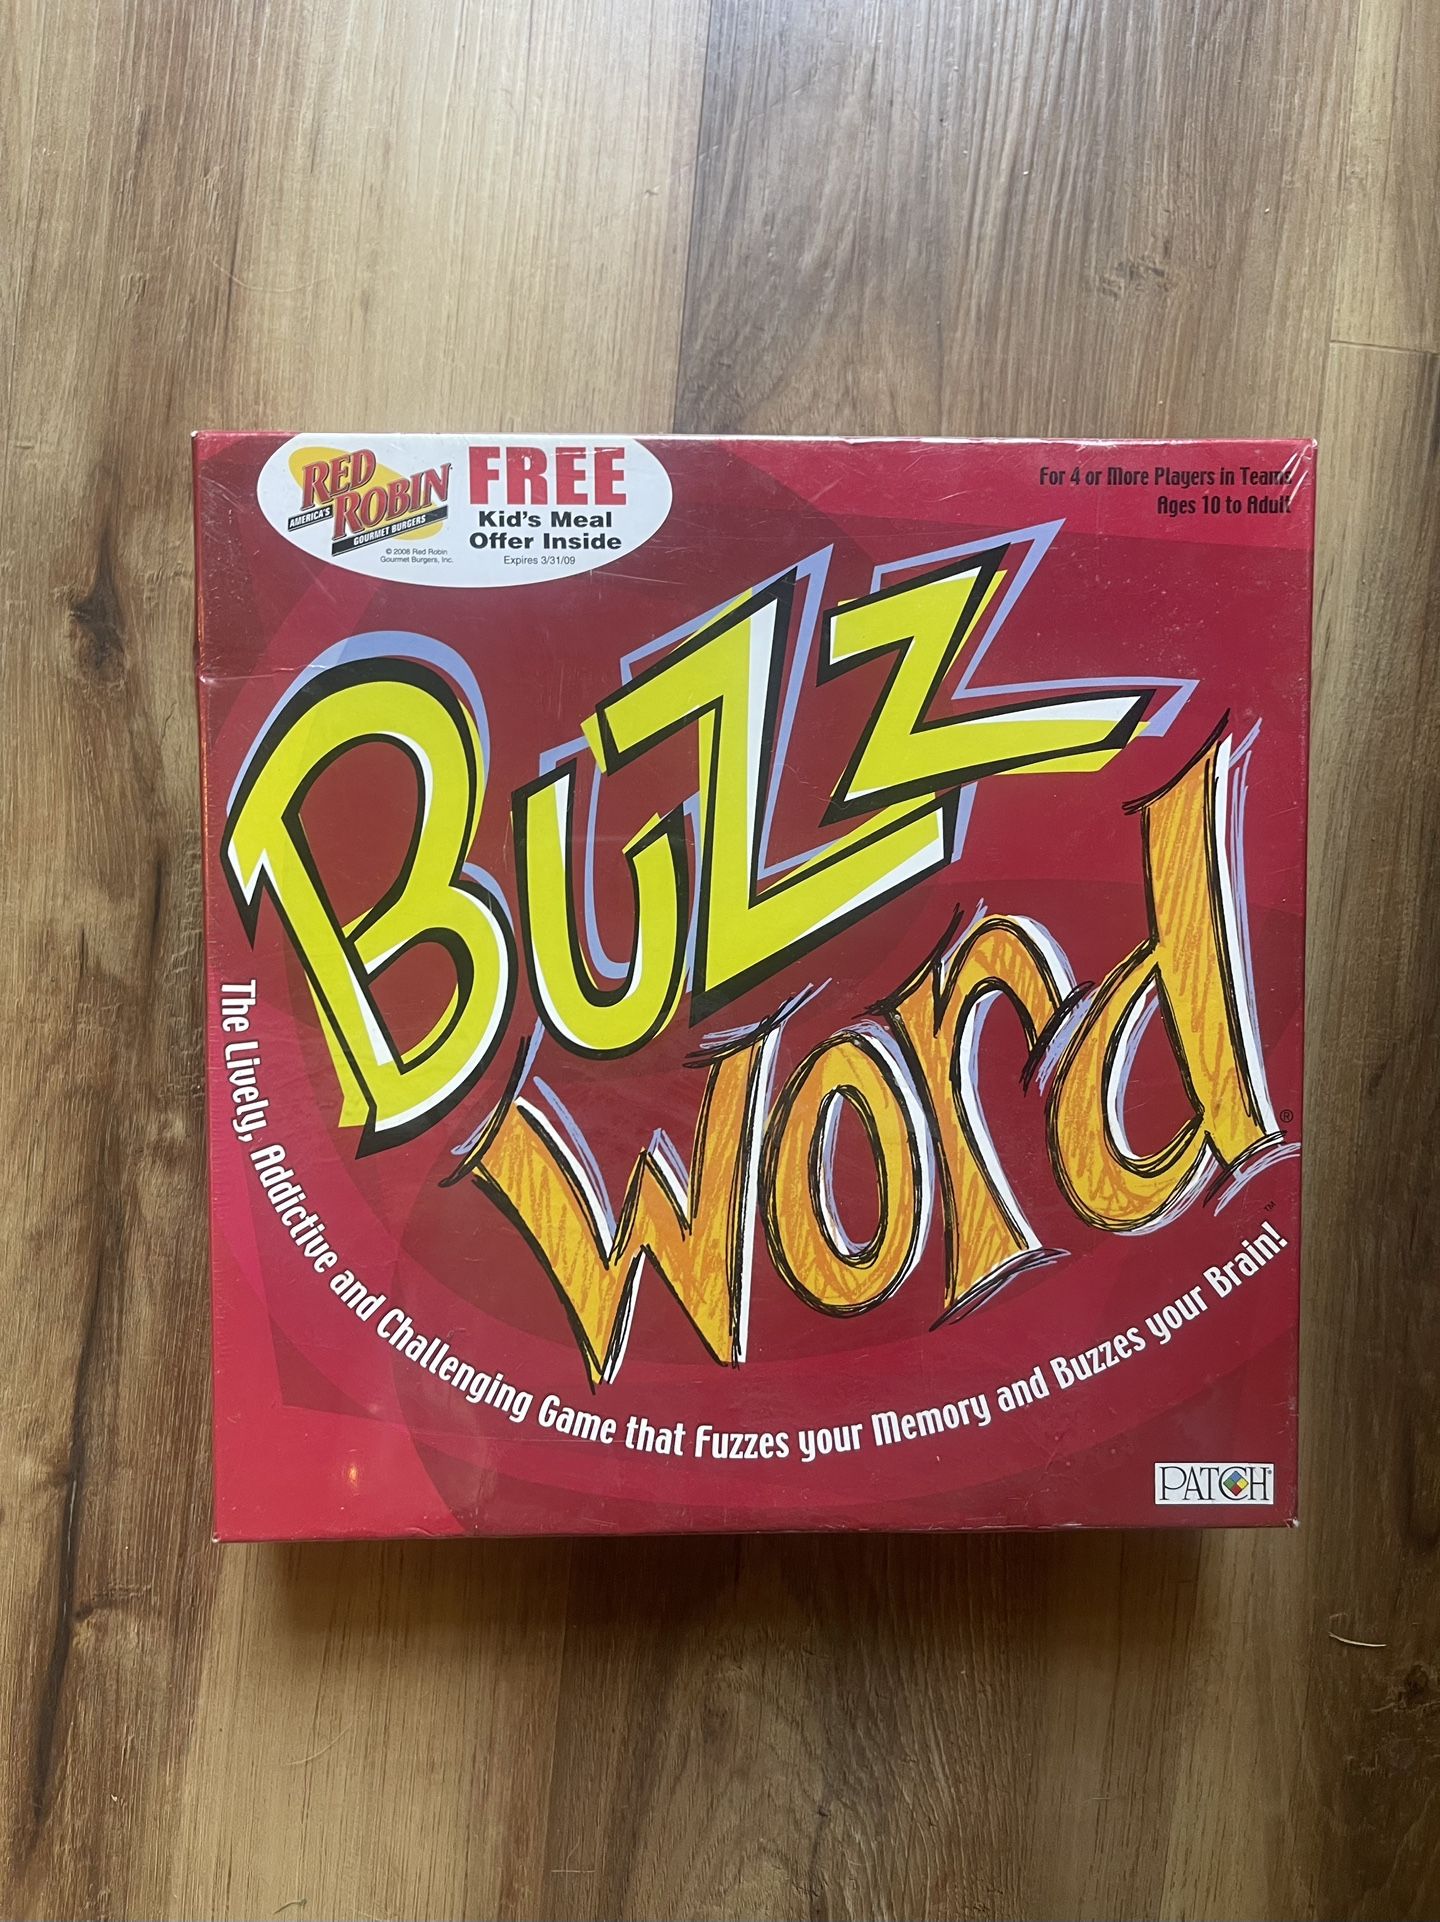 RED
ROBIN
AMERICA'S
GOURMET BURGERS
© 2008 Red Robin
Gourmet Burgers, Inc.
FREE
Kid's Meal
Offer Inside
Expires 3/31/09
For 4 or More Players in Teams
Ages 10 to Adult
BUZZ
Word®
™
The Lively, Addictive and Challenging Game that Fuzzes your Memory and Buzzes your Brain!
PATCH®